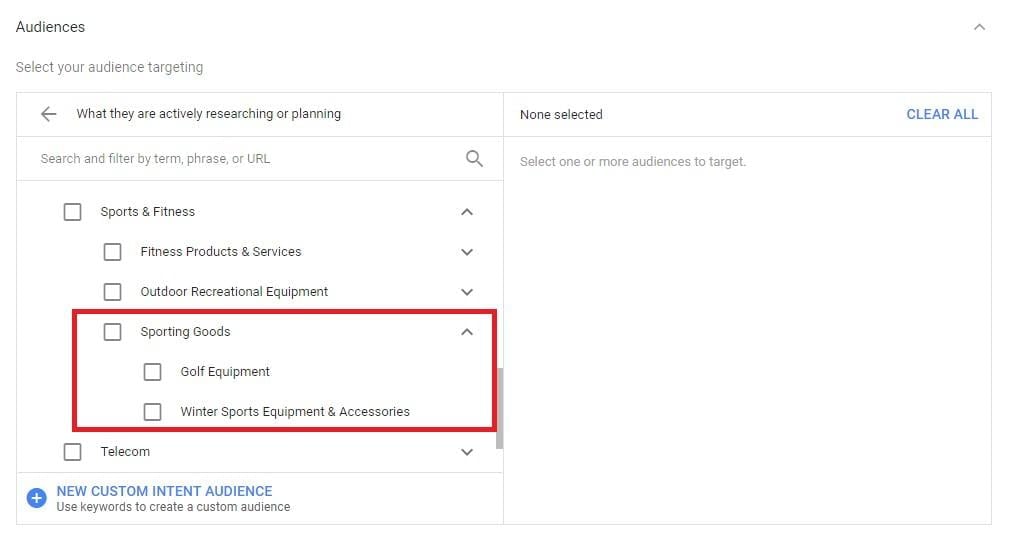 Audiences
Select your audience targeting
What they are actively researching or planning
None selected
CLEAR ALL
Search and filter by term, phrase, or URL
Select one or more audiences to target.
Sports & Fitness
Fitness Products & Services
Outdoor Recreational Equipment
Sporting Goods
Golf Equipment
Winter Sports Equipment & Accessories
Telecom
NEW CUSTOM INTENT AUDIENCE
Use keywords to create a custom audience